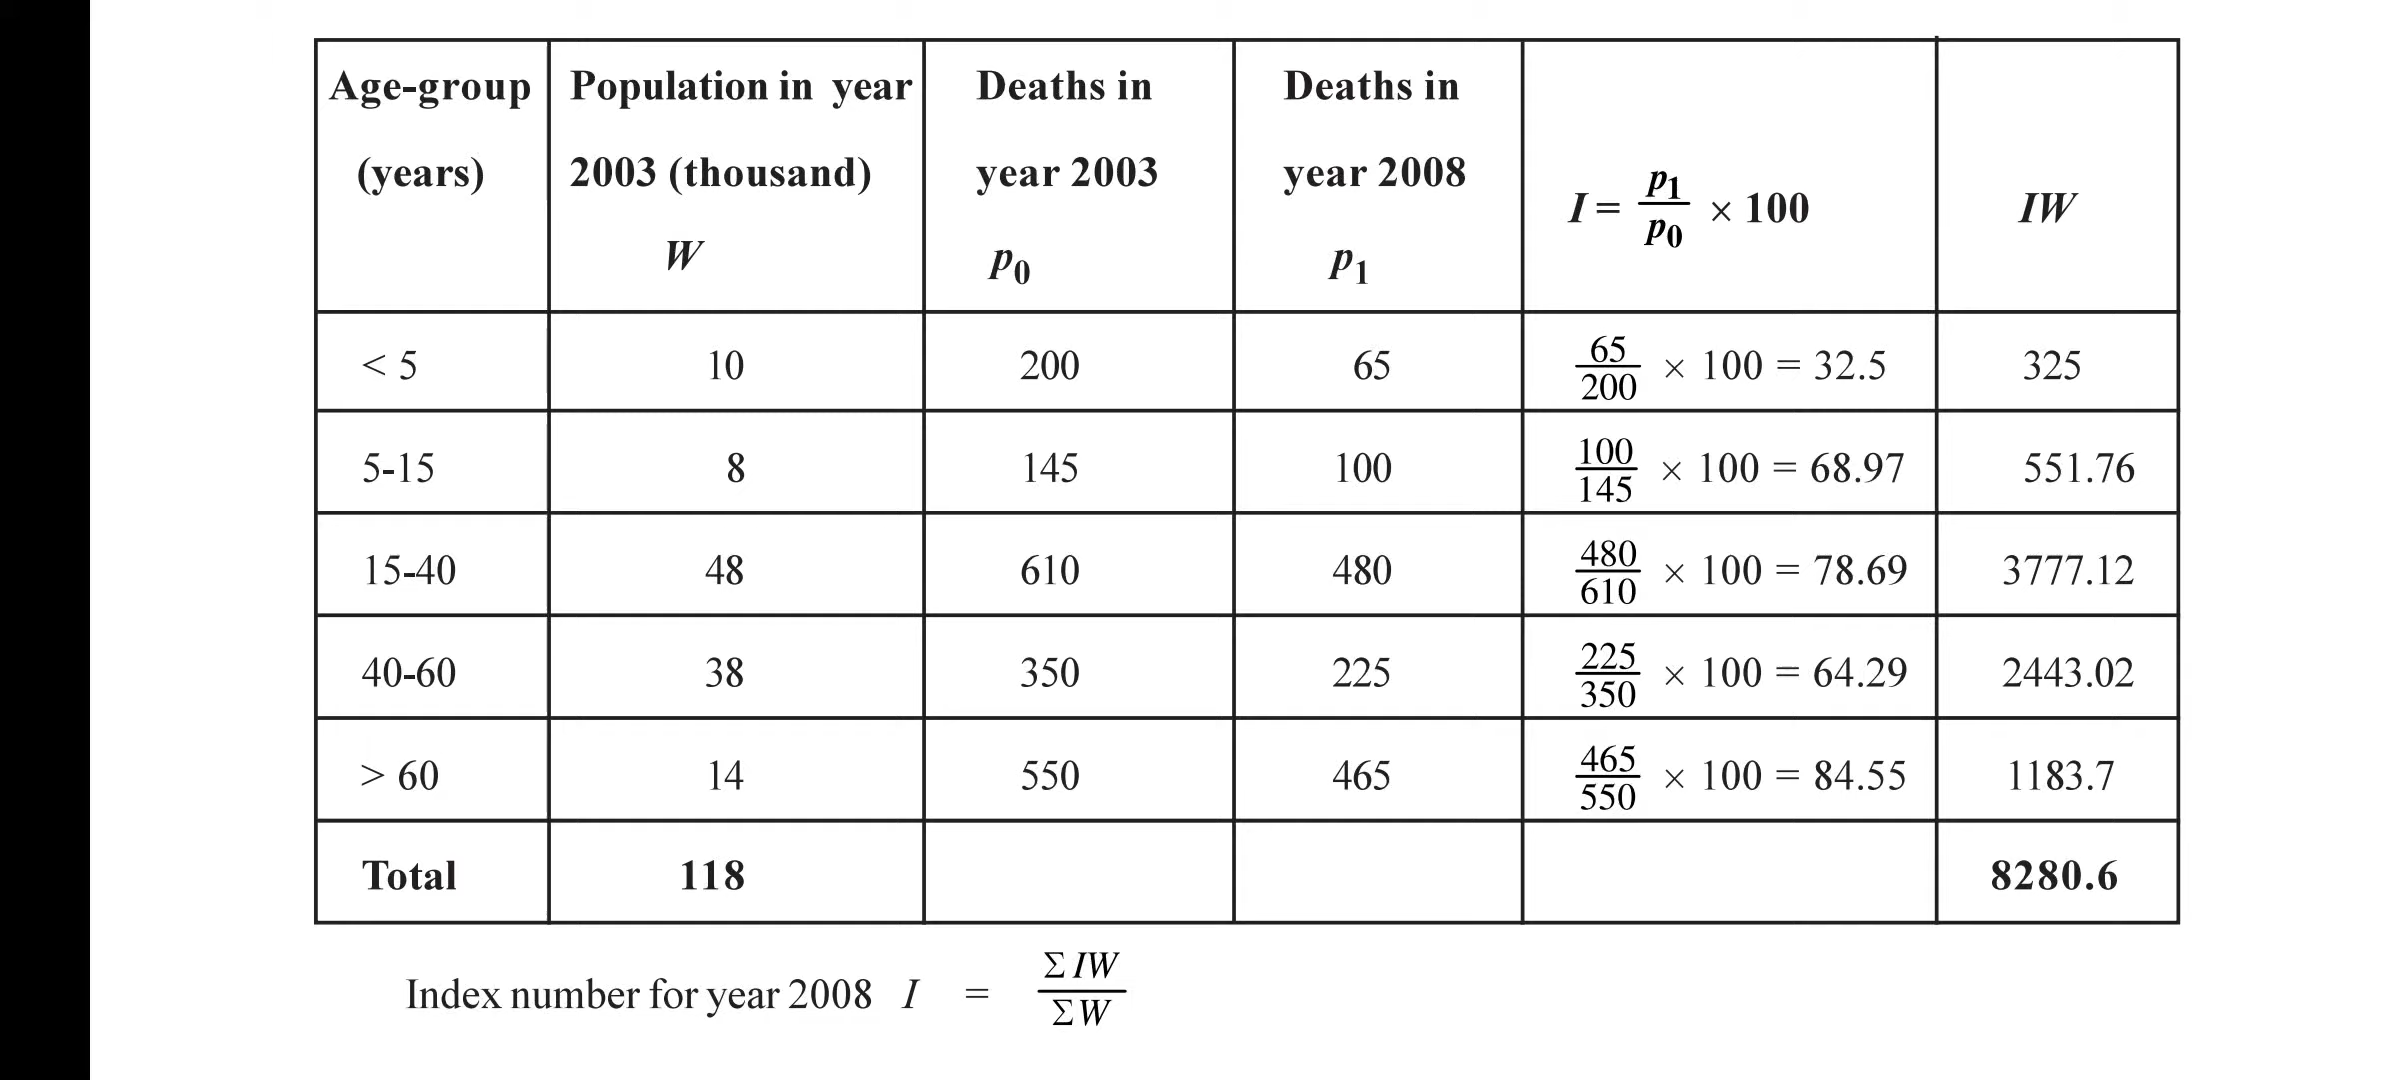 Age-group (years) | Population in year 2003 (thousand) W | Deaths in year 2003 p₀ | Deaths in year 2008 p₁ | I = p₁/p₀ × 100 | IW
< 5 | 10 | 200 | 65 | 65/200 × 100 = 32.5 | 325
5-15 | 8 | 145 | 100 | 100/145 × 100 = 68.97 | 551.76
15-40 | 48 | 610 | 480 | 480/610 × 100 = 78.69 | 3777.12
40-60 | 38 | 350 | 225 | 225/350 × 100 = 64.29 | 2443.02
> 60 | 14 | 550 | 465 | 465/550 × 100 = 84.55 | 1183.7
Total | 118 | | | | 8280.6
Index number for year 2008 I = Σ IW / Σ W